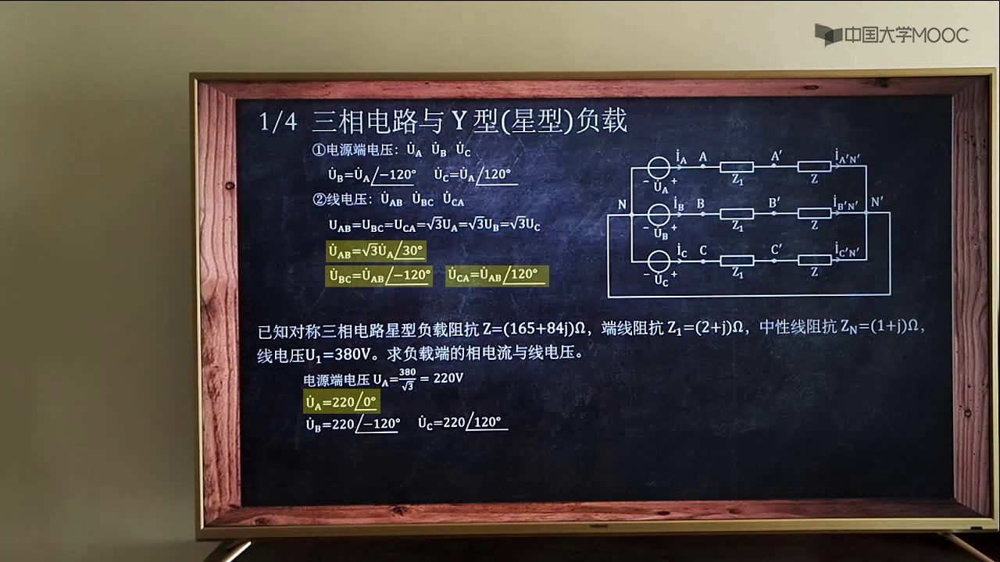 中国大学MOOC
1/4 三相电路与 Y 型(星型)负载
①电源端电压：U̇A U̇B U̇C
U̇B=U̇A/−120° U̇C=U̇A/120°
②线电压：U̇AB U̇BC U̇CA
UAB=UBC=UCA=√3UA=√3UB=√3UC
U̇AB=√3U̇A/30°
U̇BC=U̇AB/−120° U̇CA=U̇AB/120°
İA A A′ İA′N′
− U̇A + Z1 Z
N İB B B′ İB′N′ N′
− U̇B + Z1 Z
İC C C′ İC′N′
− U̇C + Z1 Z
已知对称三相电路星型负载阻抗 Z=(165+84j)Ω，端线阻抗 Z1=(2+j)Ω，中性线阻抗 ZN=(1+j)Ω，
线电压U1=380V。求负载端的相电流与线电压。
电源端电压 UA=380/√3 = 220V
U̇A=220/0°
U̇B=220/−120° U̇C=220/120°